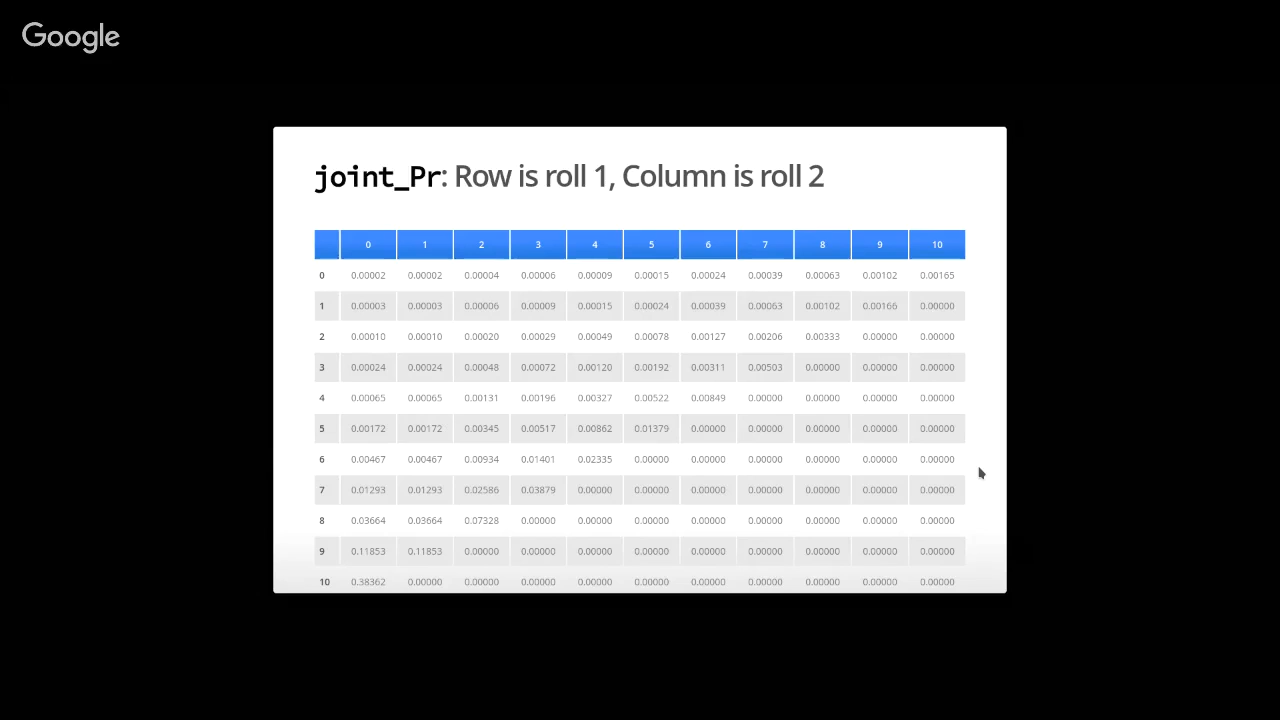 Google
joint_Pr: Row is roll 1, Column is roll 2
0 1 2 3 4 5 6 7 8 9 10
0 0.00002 0.00002 0.00004 0.00006 0.00009 0.00015 0.00024 0.00039 0.00063 0.00102 0.00165
1 0.00003 0.00003 0.00006 0.00009 0.00015 0.00024 0.00039 0.00063 0.00102 0.00166 0.00000
2 0.00010 0.00010 0.00020 0.00029 0.00049 0.00078 0.00127 0.00206 0.00333 0.00000 0.00000
3 0.00024 0.00024 0.00048 0.00072 0.00120 0.00192 0.00311 0.00503 0.00000 0.00000 0.00000
4 0.00065 0.00065 0.00131 0.00196 0.00327 0.00522 0.00849 0.00000 0.00000 0.00000 0.00000
5 0.00172 0.00172 0.00345 0.00517 0.00862 0.01379 0.00000 0.00000 0.00000 0.00000 0.00000
6 0.00467 0.00467 0.00934 0.01401 0.02335 0.00000 0.00000 0.00000 0.00000 0.00000 0.00000
7 0.01293 0.01293 0.02586 0.03879 0.00000 0.00000 0.00000 0.00000 0.00000 0.00000 0.00000
8 0.03664 0.03664 0.07328 0.00000 0.00000 0.00000 0.00000 0.00000 0.00000 0.00000 0.00000
9 0.11853 0.11853 0.00000 0.00000 0.00000 0.00000 0.00000 0.00000 0.00000 0.00000 0.00000
10 0.38362 0.00000 0.00000 0.00000 0.00000 0.00000 0.00000 0.00000 0.00000 0.00000 0.00000